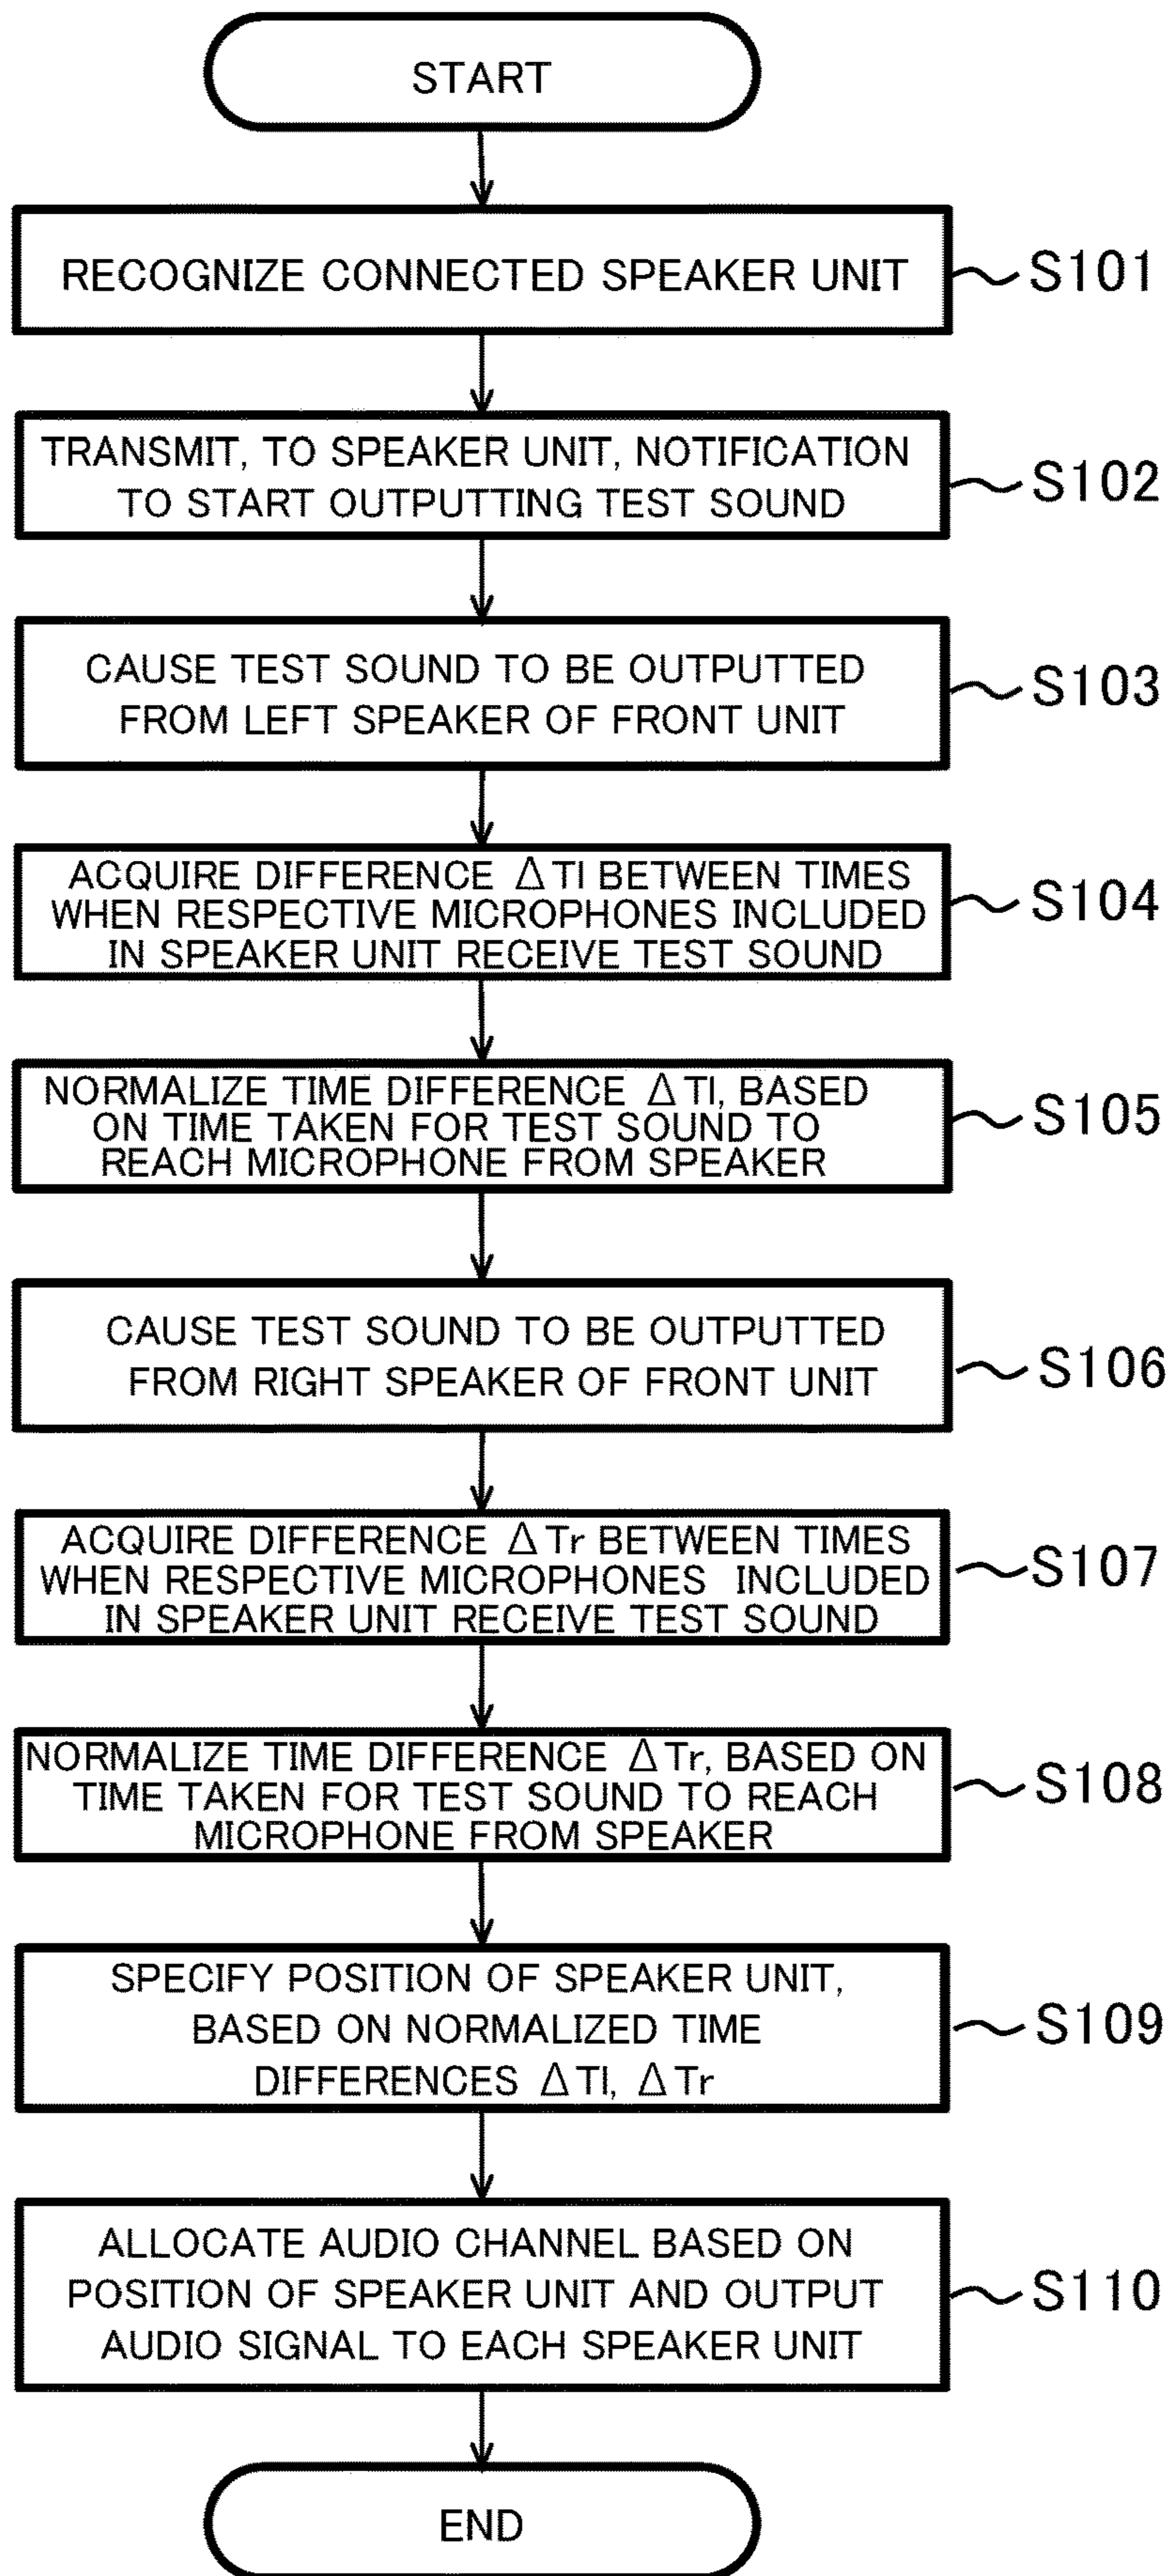 START
RECOGNIZE CONNECTED SPEAKER UNIT
S101
TRANSMIT, TO SPEAKER UNIT, NOTIFICATION
TO START OUTPUTTING TEST SOUND
S102
CAUSE TEST SOUND TO BE OUTPUTTED
FROM LEFT SPEAKER OF FRONT UNIT
S103
ACQUIRE DIFFERENCE ΔTl BETWEEN TIMES
WHEN RESPECTIVE MICROPHONES INCLUDED
IN SPEAKER UNIT RECEIVE TEST SOUND
S104
NORMALIZE TIME DIFFERENCE ΔTl, BASED
ON TIME TAKEN FOR TEST SOUND TO
REACH MICROPHONE FROM SPEAKER
S105
CAUSE TEST SOUND TO BE OUTPUTTED
FROM RIGHT SPEAKER OF FRONT UNIT
S106
ACQUIRE DIFFERENCE ΔTr BETWEEN TIMES
WHEN RESPECTIVE MICROPHONES INCLUDED
IN SPEAKER UNIT RECEIVE TEST SOUND
S107
NORMALIZE TIME DIFFERENCE ΔTr, BASED ON
TIME TAKEN FOR TEST SOUND TO REACH
MICROPHONE FROM SPEAKER
S108
SPECIFY POSITION OF SPEAKER UNIT,
BASED ON NORMALIZED TIME
DIFFERENCES ΔTl, ΔTr
S109
ALLOCATE AUDIO CHANNEL BASED ON
POSITION OF SPEAKER UNIT AND OUTPUT
AUDIO SIGNAL TO EACH SPEAKER UNIT
S110
END